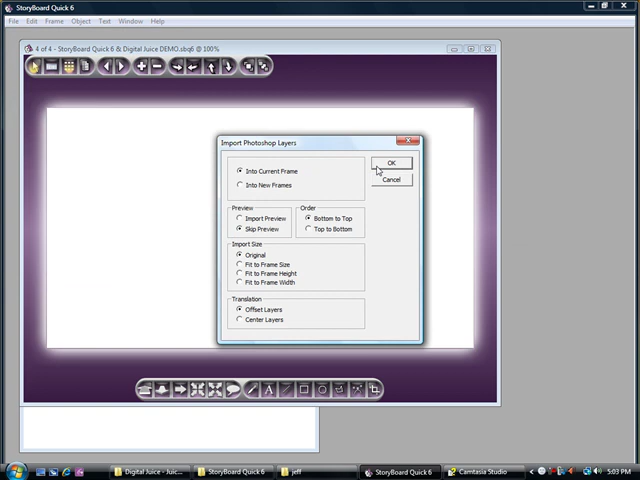 StoryBoard Quick 6
File Edit Frame Object Text Window Help
4 of 4 - StoryBoard Quick 6 & Digital Juice DEMO.sbq6 @ 100%
Import Photoshop Layers
Into Current Frame
Into New Frames
OK
Cancel
Preview
Import Preview
Skip Preview
Order
Bottom to Top
Top to Bottom
Import Size
Original
Fit to Frame Size
Fit to Frame Height
Fit to Frame Width
Translation
Offset Layers
Center Layers
A
Digital Juice - Juic... StoryBoard Quick 6 jeff StoryBoard Quick 6 Camtasia Studio 5:03 PM